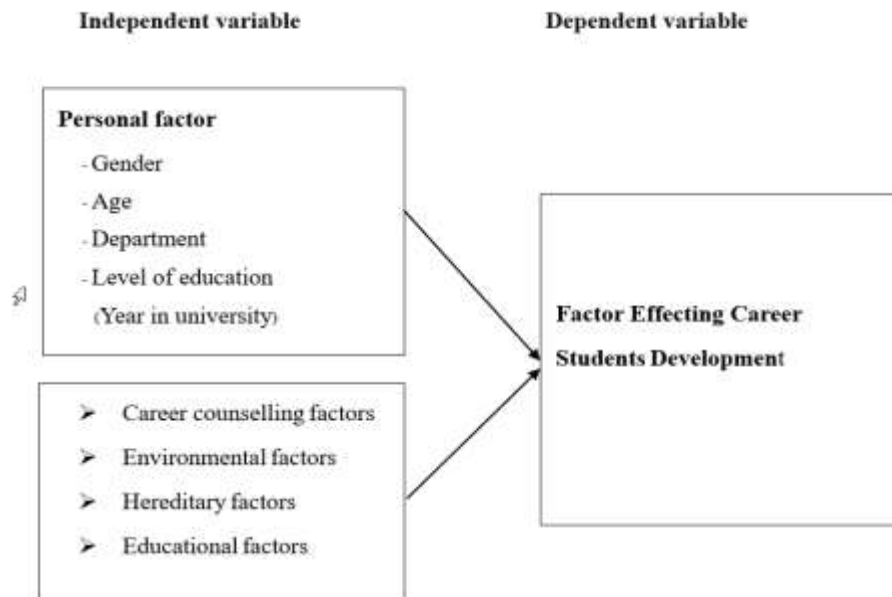 Independent variable
Dependent variable
Personal factor
- Gender
- Age
- Department
- Level of education
(Year in university)
➢ Career counselling factors
➢ Environmental factors
➢ Hereditary factors
➢ Educational factors
Factor Effecting Career
Students Development